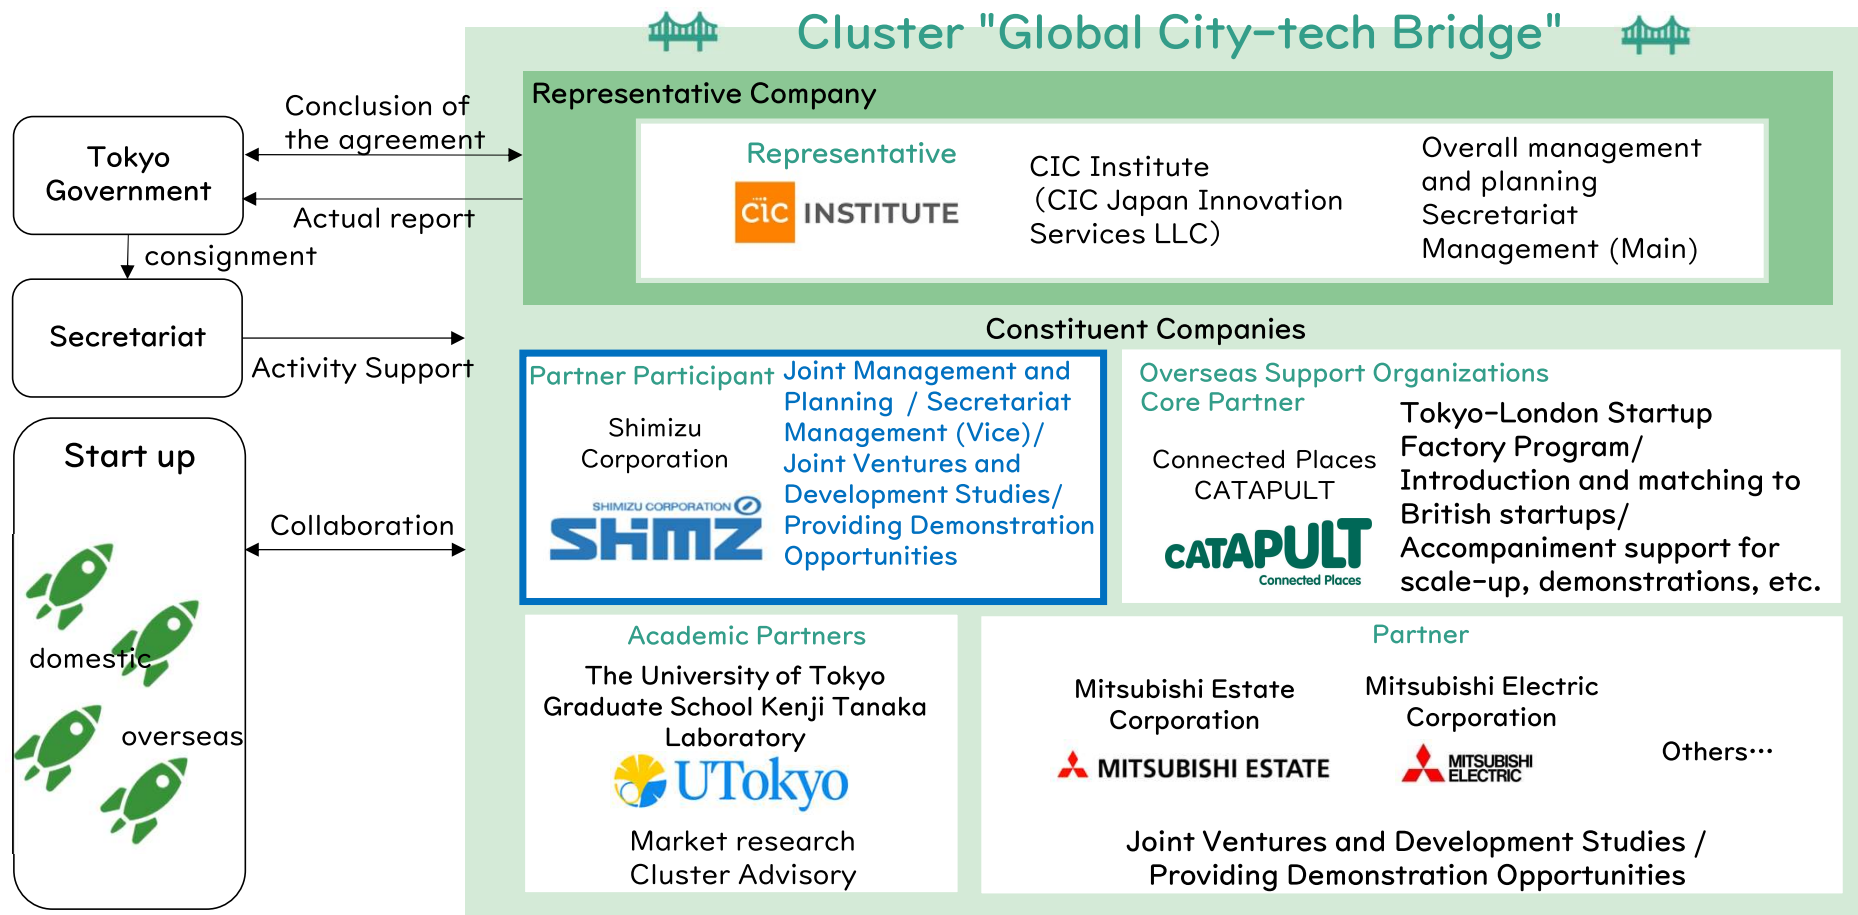 Cluster "Global City-tech Bridge"
Representative Company
Representative
cic INSTITUTE
CIC Institute
（CIC Japan Innovation
Services LLC）
Overall management
and planning
Secretariat
Management (Main)
Tokyo
Government
Conclusion of
the agreement
Actual report
consignment
Secretariat
Activity Support
Start up
domestic
overseas
Collaboration
Constituent Companies
Partner Participant
Shimizu
Corporation
SHIMIZU CORPORATION
SHIMZ
Joint Management and
Planning / Secretariat
Management (Vice)/
Joint Ventures and
Development Studies/
Providing Demonstration
Opportunities
Overseas Support Organizations
Core Partner
Connected Places
CATAPULT
CATAPULT
Connected Places
Tokyo-London Startup
Factory Program/
Introduction and matching to
British startups/
Accompaniment support for
scale-up, demonstrations, etc.
Academic Partners
The University of Tokyo
Graduate School Kenji Tanaka
Laboratory
UTokyo
Market research
Cluster Advisory
Partner
Mitsubishi Estate
Corporation
MITSUBISHI ESTATE
Mitsubishi Electric
Corporation
MITSUBISHI
ELECTRIC
Others…
Joint Ventures and Development Studies /
Providing Demonstration Opportunities